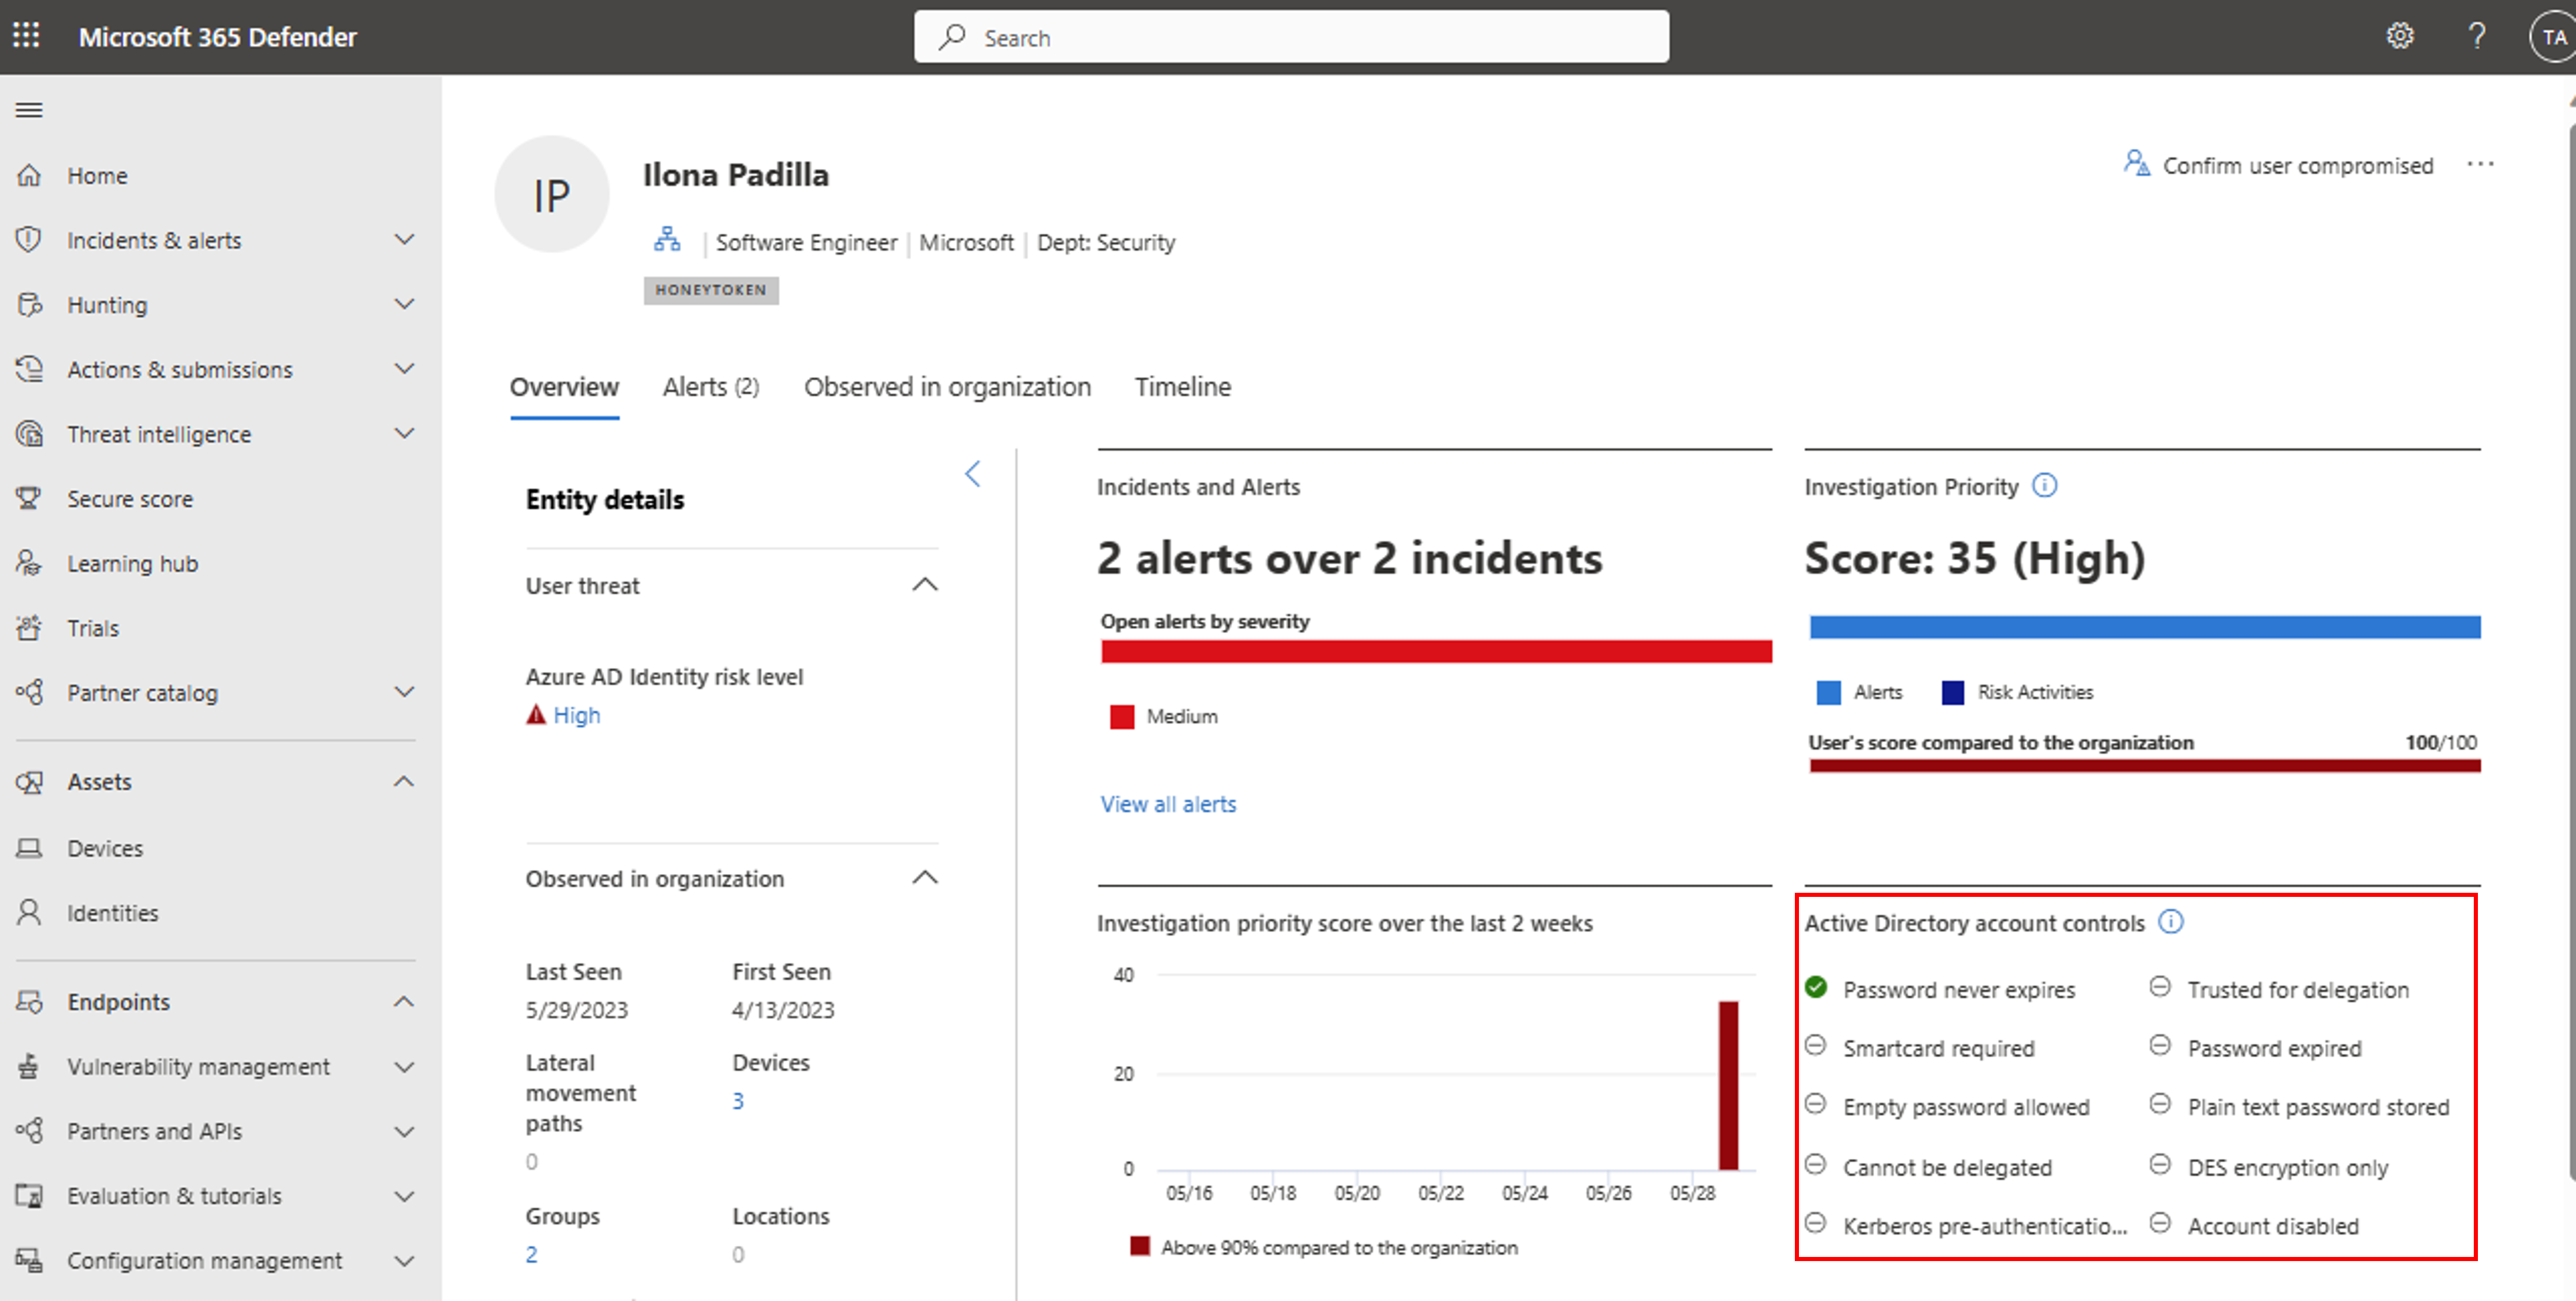 Microsoft 365 Defender
Search
TA
Home
Incidents & alerts
Hunting
Actions & submissions
Threat intelligence
Secure score
Learning hub
Trials
Partner catalog
Assets
Devices
Identities
Endpoints
Vulnerability management
Partners and APIs
Evaluation & tutorials
Configuration management
IP
Ilona Padilla
Software Engineer | Microsoft | Dept: Security
HONEYTOKEN
Confirm user compromised
Overview Alerts (2) Observed in organization Timeline
Entity details
User threat
Azure AD Identity risk level
High
Observed in organization
Last Seen First Seen
5/29/2023 4/13/2023
Lateral Devices
movement 3
paths
0
Groups Locations
2 0
Incidents and Alerts
2 alerts over 2 incidents
Open alerts by severity
Medium
View all alerts
Investigation Priority
Score: 35 (High)
Alerts Risk Activities
User's score compared to the organization 100/100
Investigation priority score over the last 2 weeks
40
20
0
05/16 05/18 05/20 05/22 05/24 05/26 05/28
Above 90% compared to the organization
Active Directory account controls
Password never expires Trusted for delegation
Smartcard required Password expired
Empty password allowed Plain text password stored
Cannot be delegated DES encryption only
Kerberos pre-authenticatio... Account disabled